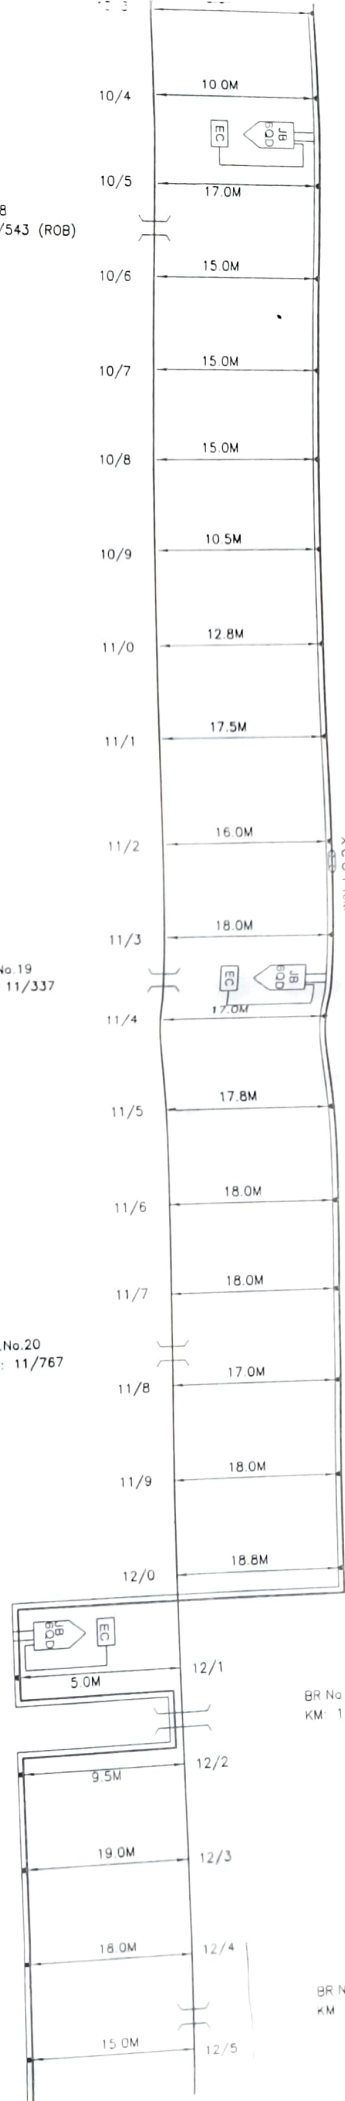 10/4
10.0M
EC
JB
6QD
10/5
17.0M
8
/543 (ROB)
10/6
15.0M
10/7
15.0M
10/8
15.0M
10/9
10.5M
11/0
12.8M
11/1
17.5M
11/2
16.0M
11/3
18.0M
No.19
11/337
EC
JB
6QD
11/4
17.0M
11/5
17.8M
11/6
18.0M
11/7
18.0M
.No.20
: 11/767
11/8
17.0M
11/9
18.0M
12/0
18.8M
JB
6QD
EC
12/1
5.0M
BR No
KM: 1
12/2
9.5M
19.0M
12/3
18.0M
12/4
BR N
KM
15.0M
12/5